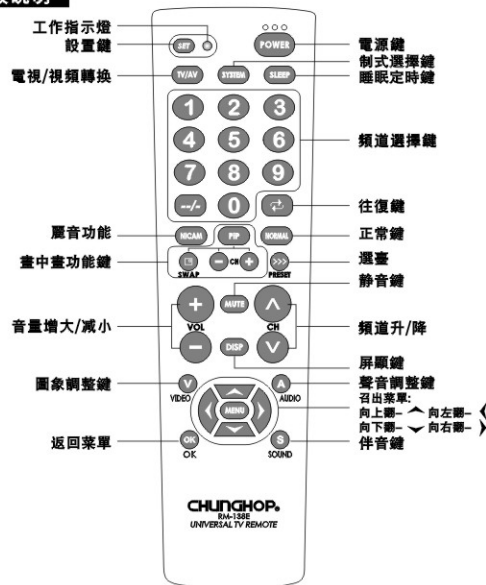 工作指示燈
設置鍵
電視/視頻轉换
麗音功能
畫中畫功能鍵
音量增大/减小
圖象調整鍵
返回菜單
SET
POWER
TV/AV
SYSTEM
SLEEP
1 2 3
4 5 6
7 8 9
--/- 0
NICAM
PIP
NORMAL
CH
SWAP
PRESET
MUTE
VOL
CH
DISP
V
A
VIDEO
AUDIO
MENU
OK
S
OK
SOUND
CHUNGHOP®
RM-138E
UNIVERSAL TV REMOTE
電源鍵
制式選擇鍵
睡眠定時鍵
頻道選擇鍵
往復鍵
正常鍵
選臺
静音鍵
頻道升/降
屏顯鍵
聲音調整鍵
召出菜單:
向上翻– 向左翻–
向下翻– 向右翻–
伴音鍵